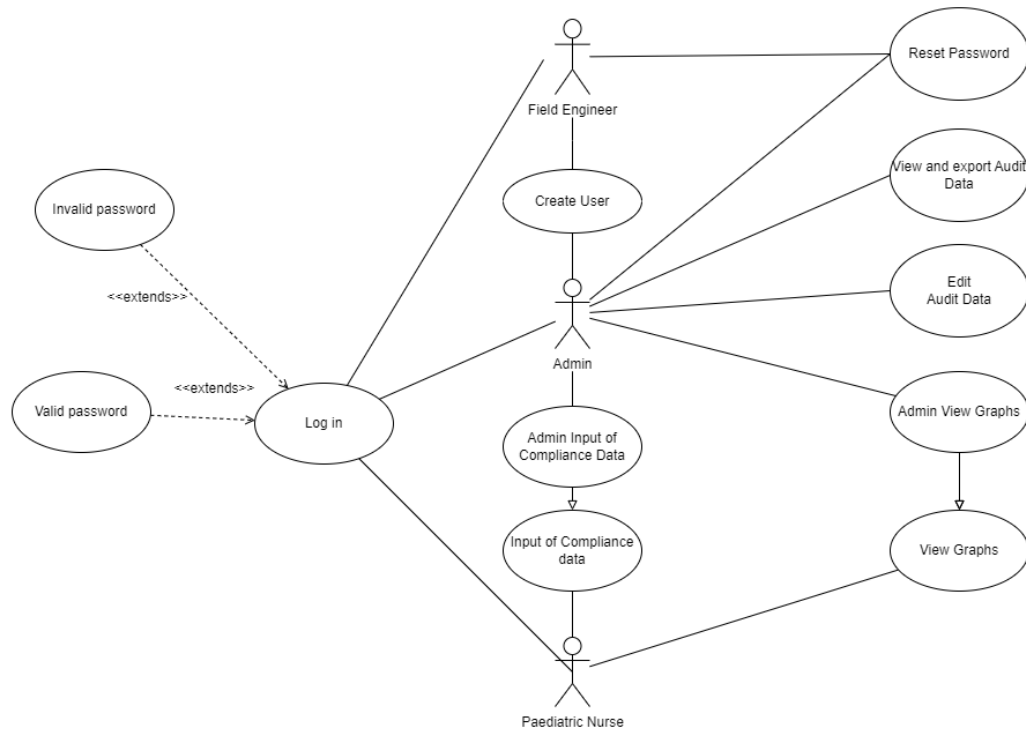 Reset Password
Field Engineer
View and export Audit
Data
Invalid password
Create User
Edit
Audit Data
<<extends>>
Admin
<<extends>>
Valid password
Log in
Admin Input of
Compliance Data
Admin View Graphs
Input of Compliance
data
View Graphs
Paediatric Nurse